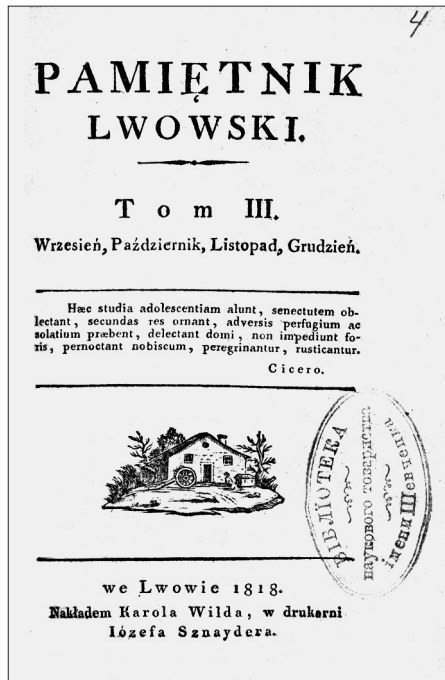 4
PAMIĘTNIK
LWOWSKI.
Tom III.
Wrzesień, Październik, Listopad, Grudzień.
Hæc studia adolescentiam alunt, senectutem ob-
lectant, secundas res ornant, adversis perfugium ac
solatium præbent, delectant domi, non impediunt fo-
ris, pernoctant nobiscum, peregrinantur, rusticantur.
Cicero.
БІБЛІОТЕКА
наукового товариства
імени Шевченка
we Lwowie 1818.
Nakładem Karola Wilda, w drukarni
Iózefa Sznaydera.